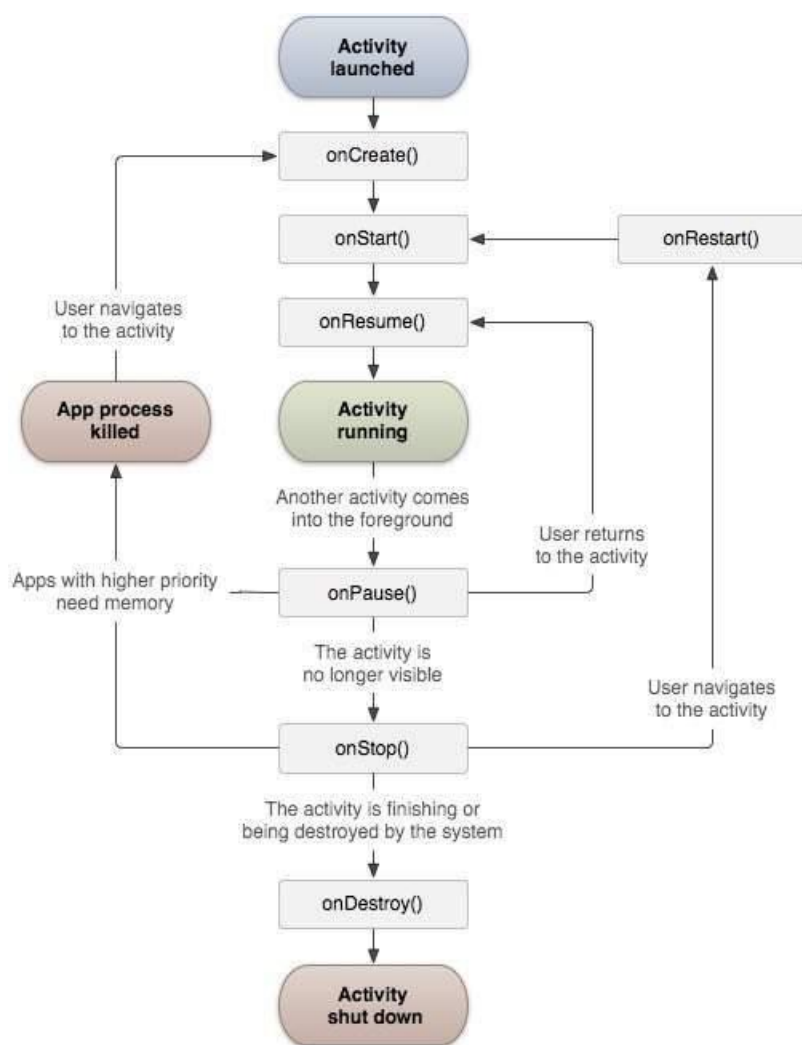 Activity
launched
onCreate()
onStart()
onRestart()
User navigates
to the activity
onResume()
App process
killed
Activity
running
Another activity comes
into the foreground
User returns
to the activity
Apps with higher priority
need memory
onPause()
The activity is
no longer visible
User navigates
to the activity
onStop()
The activity is finishing or
being destroyed by the system
onDestroy()
Activity
shut down